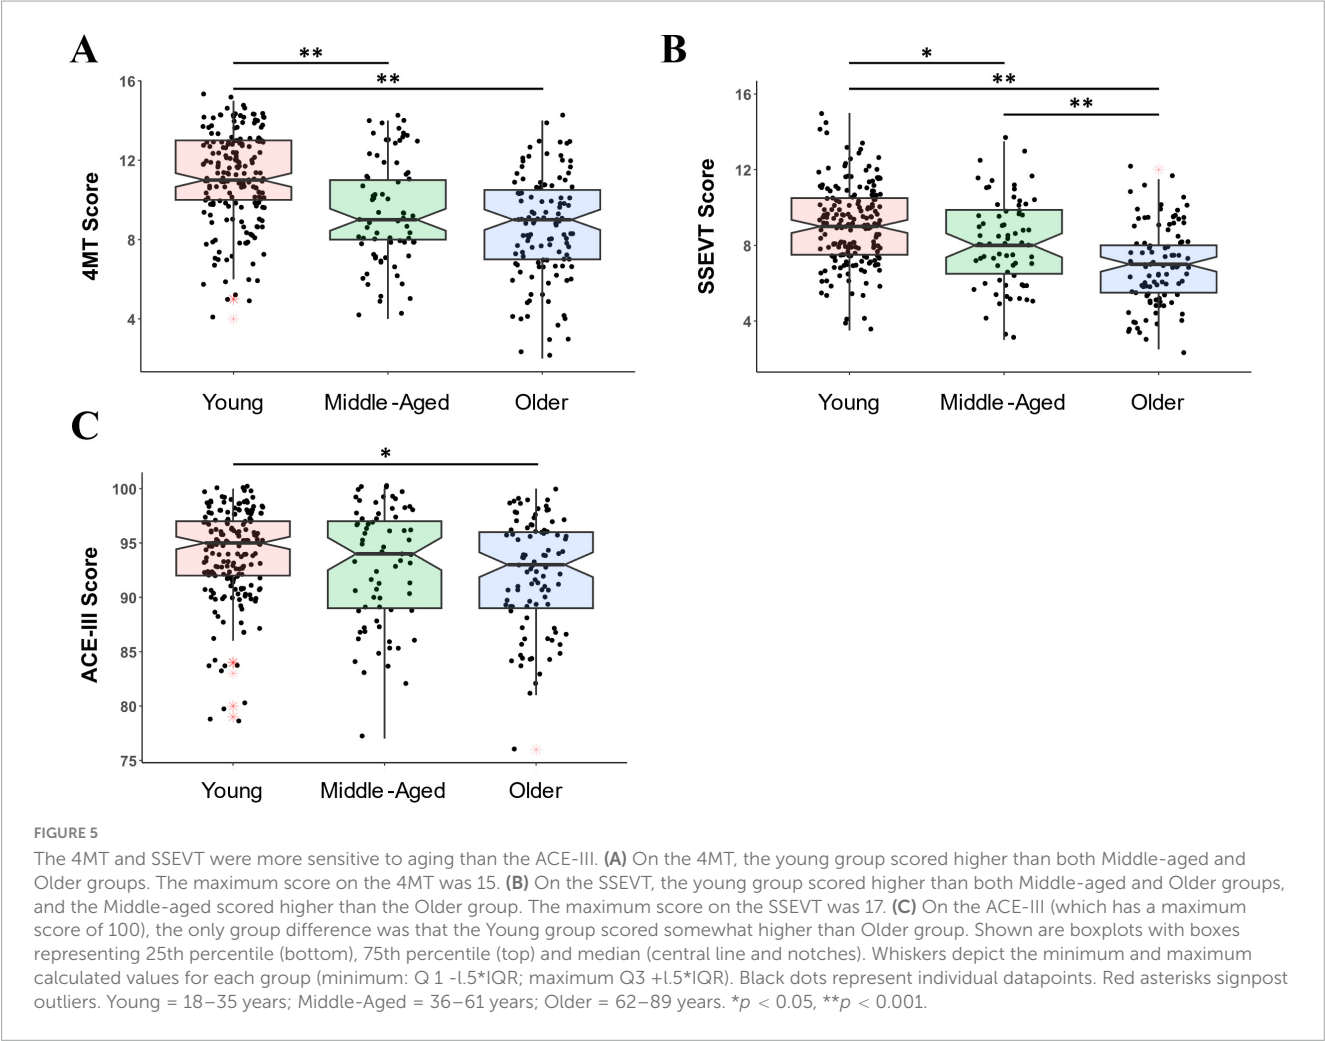 A
**
**
16
12
8
4
4MT Score
Young
Middle-Aged
Older
B
*
**
**
16
12
8
4
SSEVT Score
Young
Middle-Aged
Older
C
*
100
95
90
85
80
75
ACE-III Score
Young
Middle-Aged
Older
FIGURE 5
The 4MT and SSEVT were more sensitive to aging than the ACE-III. (A) On the 4MT, the young group scored higher than both Middle-aged and
Older groups. The maximum score on the 4MT was 15. (B) On the SSEVT, the young group scored higher than both Middle-aged and Older groups,
and the Middle-aged scored higher than the Older group. The maximum score on the SSEVT was 17. (C) On the ACE-III (which has a maximum
score of 100), the only group difference was that the Young group scored somewhat higher than Older group. Shown are boxplots with boxes
representing 25th percentile (bottom), 75th percentile (top) and median (central line and notches). Whiskers depict the minimum and maximum
calculated values for each group (minimum: Q 1 -l.5*IQR; maximum Q3 +l.5*IQR). Black dots represent individual datapoints. Red asterisks signpost
outliers. Young = 18–35 years; Middle-Aged = 36–61 years; Older = 62–89 years. *p < 0.05, **p < 0.001.